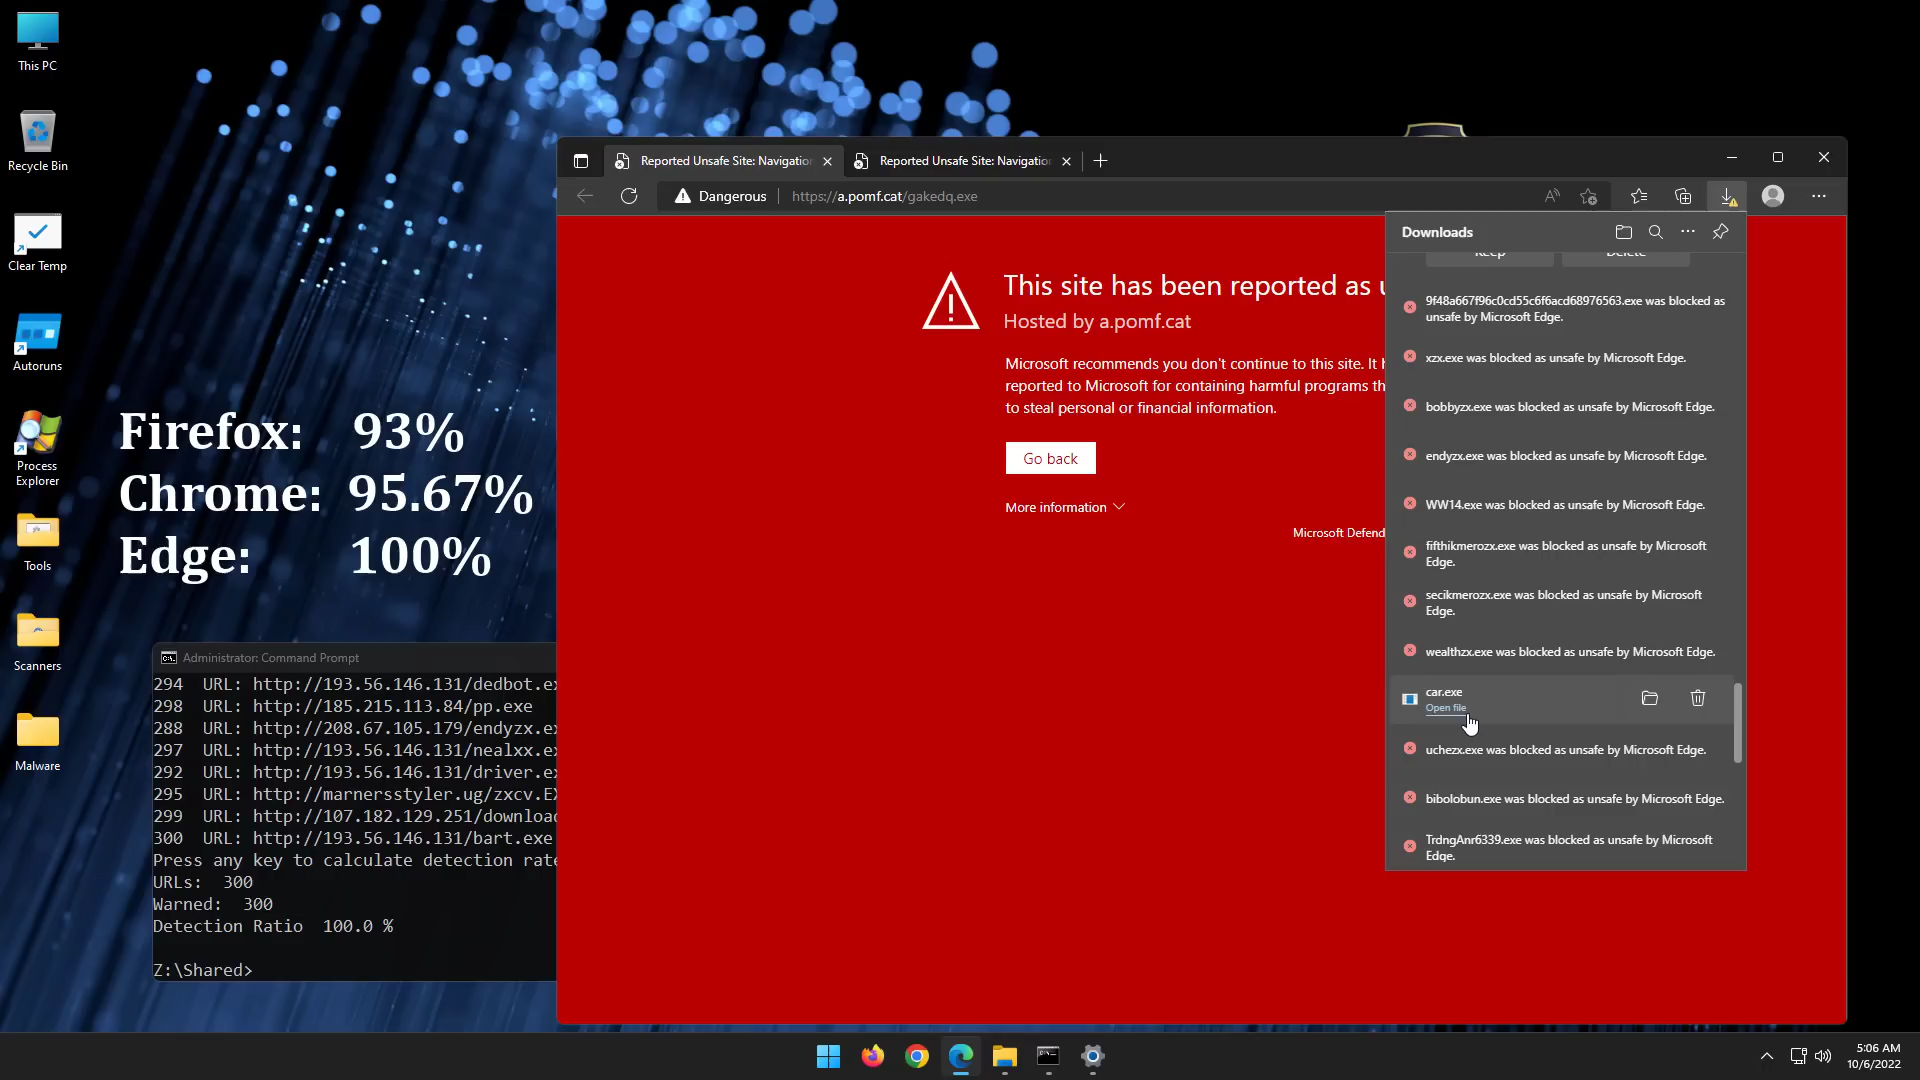 This PC
Recycle Bin
Clear Temp
Autoruns
Process
Explorer
Tools
Scanners
Malware
Firefox: 93%
Chrome: 95.67%
Edge: 100%
Administrator: Command Prompt
294 URL: http://193.56.146.131/dedbot.ex
298 URL: http://185.215.113.84/pp.exe
288 URL: http://208.67.105.179/endyzx.ex
297 URL: http://193.56.146.131/nealxx.ex
292 URL: http://193.56.146.131/driver.ex
295 URL: http://marnersstyler.ug/zxcv.EX
299 URL: http://107.182.129.251/download
300 URL: http://193.56.146.131/bart.exe
Press any key to calculate detection rate
URLs: 300
Warned: 300
Detection Ratio 100.0 %
Z:\Shared>
Reported Unsafe Site: Navigation
Reported Unsafe Site: Navigation
Dangerous
https://a.pomf.cat/gakedq.exe
This site has been reported as u
Hosted by a.pomf.cat
Microsoft recommends you don't continue to this site. It h
reported to Microsoft for containing harmful programs th
to steal personal or financial information.
Go back
More information
Microsoft Defend
Downloads
Keep Delete
9f48a667f96c0cd55c6f6acd68976563.exe was blocked as
unsafe by Microsoft Edge.
xzx.exe was blocked as unsafe by Microsoft Edge.
bobbyzx.exe was blocked as unsafe by Microsoft Edge.
endyzx.exe was blocked as unsafe by Microsoft Edge.
WW14.exe was blocked as unsafe by Microsoft Edge.
fifthikmerozx.exe was blocked as unsafe by Microsoft
Edge.
secikmerozx.exe was blocked as unsafe by Microsoft
Edge.
wealthzx.exe was blocked as unsafe by Microsoft Edge.
car.exe
Open file
uchezx.exe was blocked as unsafe by Microsoft Edge.
bibolobun.exe was blocked as unsafe by Microsoft Edge.
TrdngAnr6339.exe was blocked as unsafe by Microsoft
Edge.
5:06 AM
10/6/2022